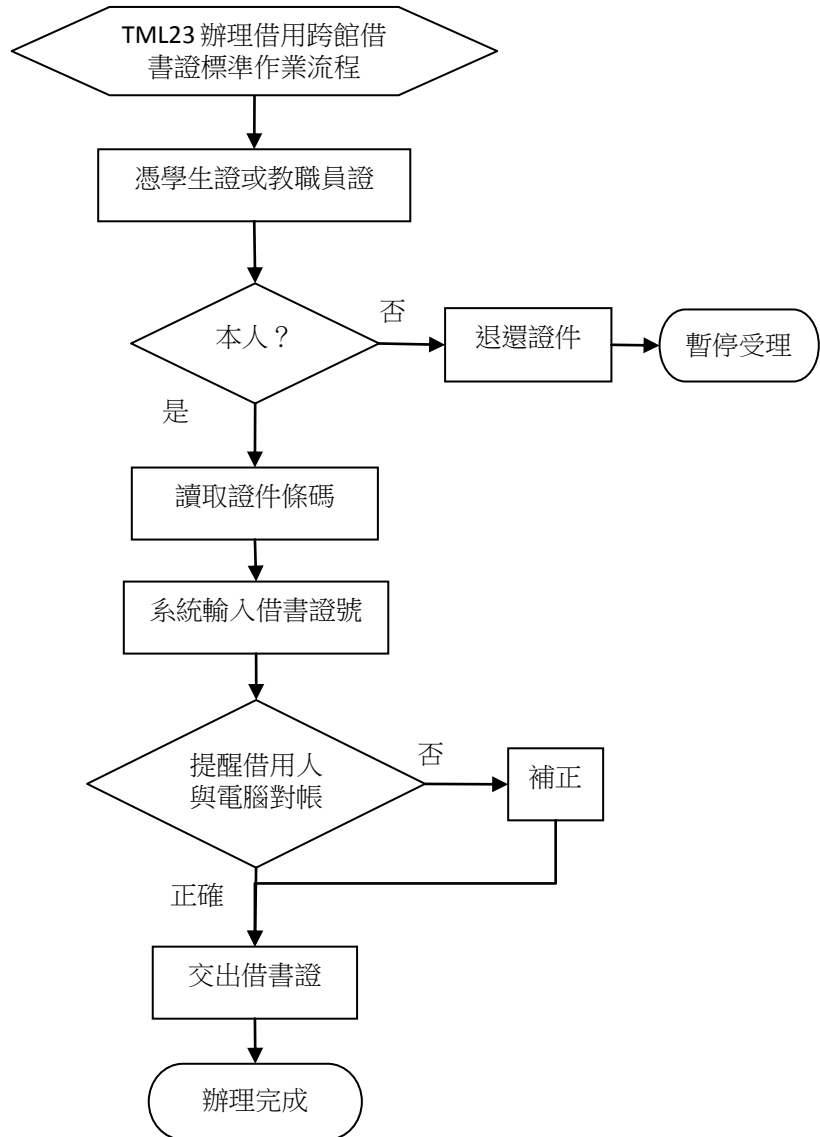 TML23 辦理借用跨館借
書證標準作業流程
憑學生證或教職員證
本人？
否
退還證件
暫停受理
是
讀取證件條碼
系統輸入借書證號
提醒借用人
與電腦對帳
否
補正
正確
交出借書證
辦理完成